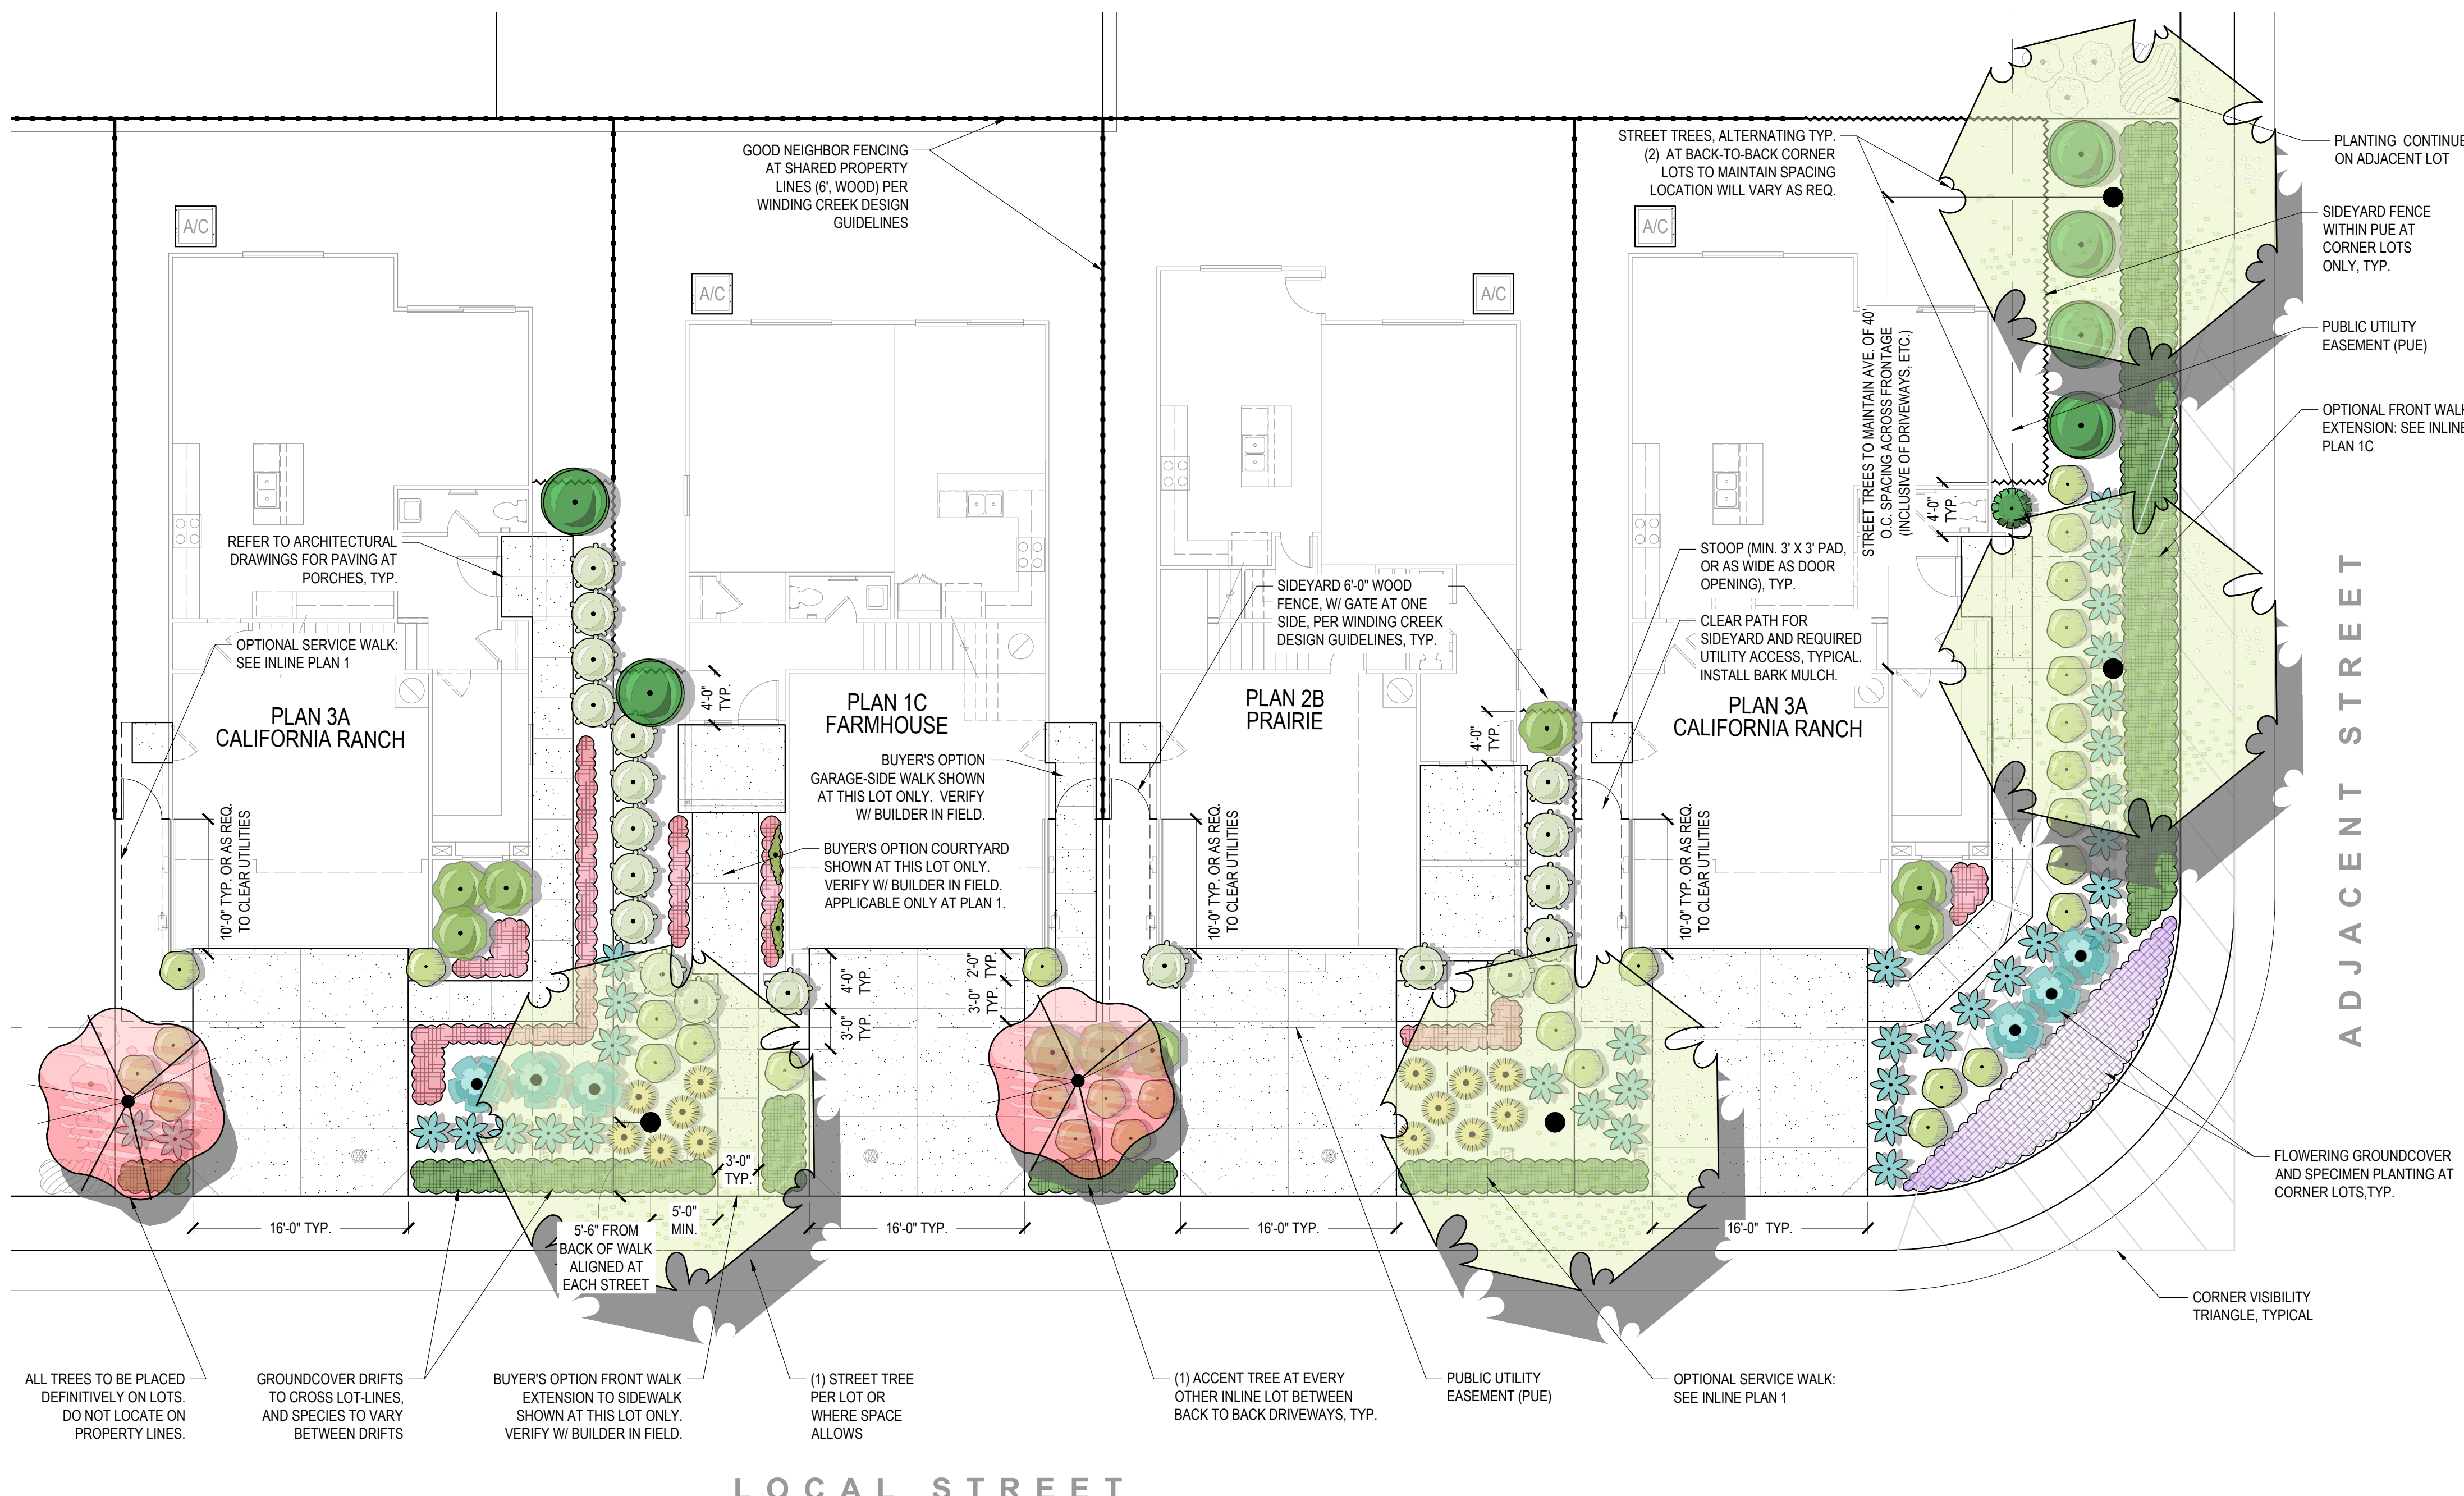 GOOD NEIGHBOR FENCING
AT SHARED PROPERTY
LINES (6', WOOD) PER
WINDING CREEK DESIGN
GUIDELINES
STREET TREES, ALTERNATING TYP.
(2) AT BACK-TO-BACK CORNER
LOTS TO MAINTAIN SPACING
LOCATION WILL VARY AS REQ.
PLANTING CONTINUE
ON ADJACENT LOT
SIDEYARD FENCE
WITHIN PUE AT
CORNER LOTS
ONLY, TYP.
PUBLIC UTILITY
EASEMENT (PUE)
OPTIONAL FRONT WALK
EXTENSION: SEE INLINE
PLAN 1C
A/C
A/C
A/C
A/C
STREET TREES TO MAINTAIN AVE. OF 40'
O.C. SPACING ACROSS FRONTAGE
(INCLUSIVE OF DRIVEWAYS, ETC.)
4'-0"
TYP.
REFER TO ARCHITECTURAL
DRAWINGS FOR PAVING AT
PORCHES, TYP.
OPTIONAL SERVICE WALK:
SEE INLINE PLAN 1
SIDEYARD 6'-0" WOOD
FENCE, W/ GATE AT ONE
SIDE, PER WINDING CREEK
DESIGN GUIDELINES, TYP.
STOOP (MIN. 3' X 3' PAD,
OR AS WIDE AS DOOR
OPENING), TYP.
CLEAR PATH FOR
SIDEYARD AND REQUIRED
UTILITY ACCESS, TYPICAL.
INSTALL BARK MULCH.
PLAN 3A
CALIFORNIA RANCH
4'-0"
TYP.
PLAN 1C
FARMHOUSE
PLAN 2B
PRAIRIE
4'-0"
TYP.
PLAN 3A
CALIFORNIA RANCH
BUYER'S OPTION
GARAGE-SIDE WALK SHOWN
AT THIS LOT ONLY. VERIFY
W/ BUILDER IN FIELD.
BUYER'S OPTION COURTYARD
SHOWN AT THIS LOT ONLY.
VERIFY W/ BUILDER IN FIELD.
APPLICABLE ONLY AT PLAN 1.
10'-0" TYP. OR AS REQ.
TO CLEAR UTILITIES
10'-0" TYP. OR AS REQ.
TO CLEAR UTILITIES
10'-0" TYP. OR AS REQ.
TO CLEAR UTILITIES
4'-0"
TYP.
3'-0"
TYP.
2'-0"
TYP.
3'-0"
TYP.
3'-0"
TYP.
5'-0"
MIN.
5'-6" FROM
BACK OF WALK
ALIGNED AT
EACH STREET
16'-0" TYP.
16'-0" TYP.
16'-0" TYP.
16'-0" TYP.
FLOWERING GROUNDCOVER
AND SPECIMEN PLANTING AT
CORNER LOTS,TYP.
CORNER VISIBILITY
TRIANGLE, TYPICAL
ADJACENT STREET
ALL TREES TO BE PLACED
DEFINITIVELY ON LOTS.
DO NOT LOCATE ON
PROPERTY LINES.
GROUNDCOVER DRIFTS
TO CROSS LOT-LINES,
AND SPECIES TO VARY
BETWEEN DRIFTS
BUYER'S OPTION FRONT WALK
EXTENSION TO SIDEWALK
SHOWN AT THIS LOT ONLY.
VERIFY W/ BUILDER IN FIELD.
(1) STREET TREE
PER LOT OR
WHERE SPACE
ALLOWS
(1) ACCENT TREE AT EVERY
OTHER INLINE LOT BETWEEN
BACK TO BACK DRIVEWAYS, TYP.
PUBLIC UTILITY
EASEMENT (PUE)
OPTIONAL SERVICE WALK:
SEE INLINE PLAN 1
LOCAL STREET